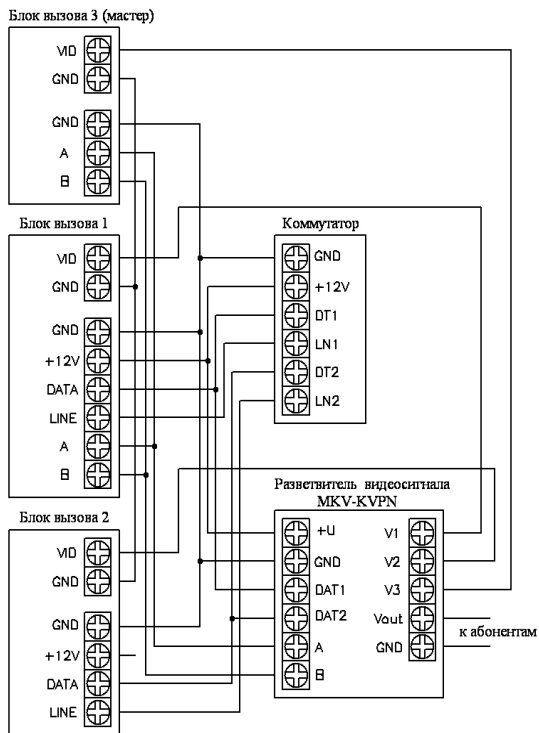 Блок вызова 3 (мастер)
VID
GND
GND
A
B
Блок вызова 1
VID
GND
GND
+12V
DATA
LINE
A
B
Блок вызова 2
VID
GND
GND
+12V
DATA
LINE
Коммутатор
GND
+12V
DT1
LN1
DT2
LN2
Разветвитель видеосигнала
MKV-KVPN
+U
GND
DAT1
DAT2
A
B
V1
V2
V3
Vout
GND
к абонентам